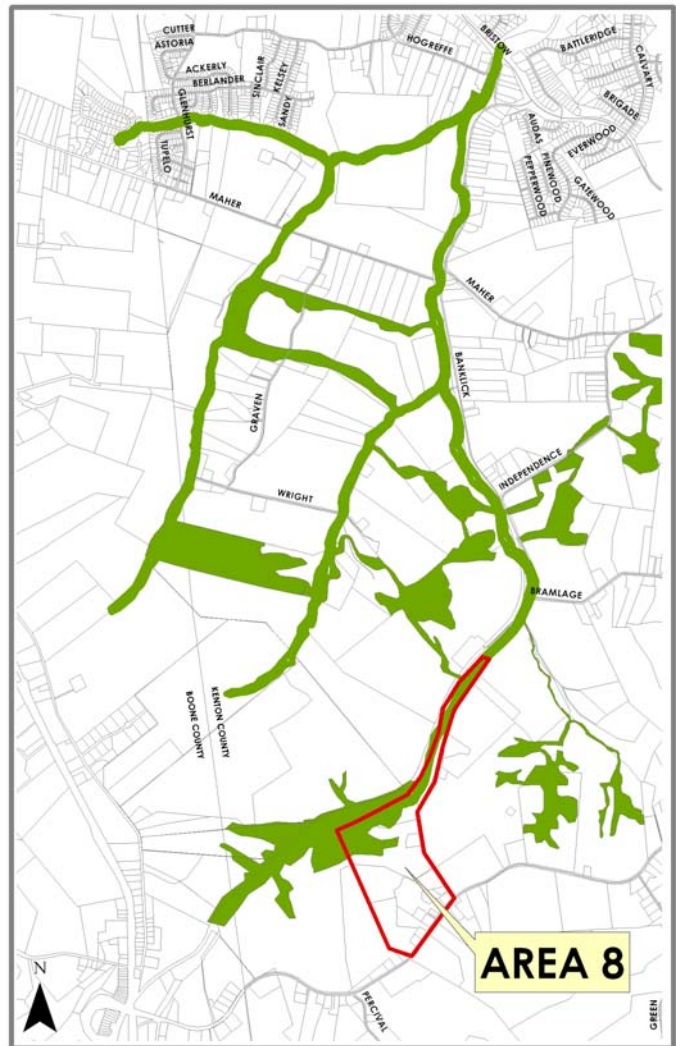 CUTTER
ASTORIA
ACKERLY
BERLANDER
GLENHURST
TUPELO
SINCLAIR
KELSEY
SANDY
HOGREFFE
BRISTOW
BATTLERIDGE
CALVARY
BRIGADE
EVERWOOD
AUDAS
PINEWOOD
PEPPERWOOD
GATEWOOD
MAHER
MAHER
BANKLICK
GRAVEN
INDEPENDENCE
WRIGHT
BRAMLAGE
KENTON COUNTY
BOONE COUNTY
AREA 8
N
PERCIVAL
GREEN